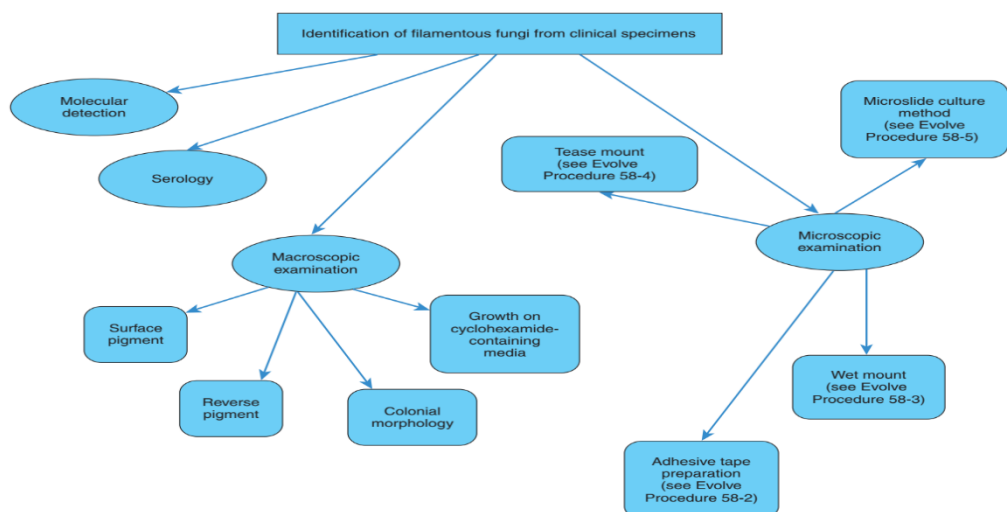 Identification of filamentous fungi from clinical specimens
Molecular
detection
Serology
Macroscopic
examination
Surface
pigment
Reverse
pigment
Colonial
morphology
Growth on
cyclohexamide-
containing
media
Tease mount
(see Evolve
Procedure 58-4)
Microslide culture
method
(see Evolve
Procedure 58-5)
Microscopic
examination
Wet mount
(see Evolve
Procedure 58-3)
Adhesive tape
preparation
(see Evolve
Procedure 58-2)